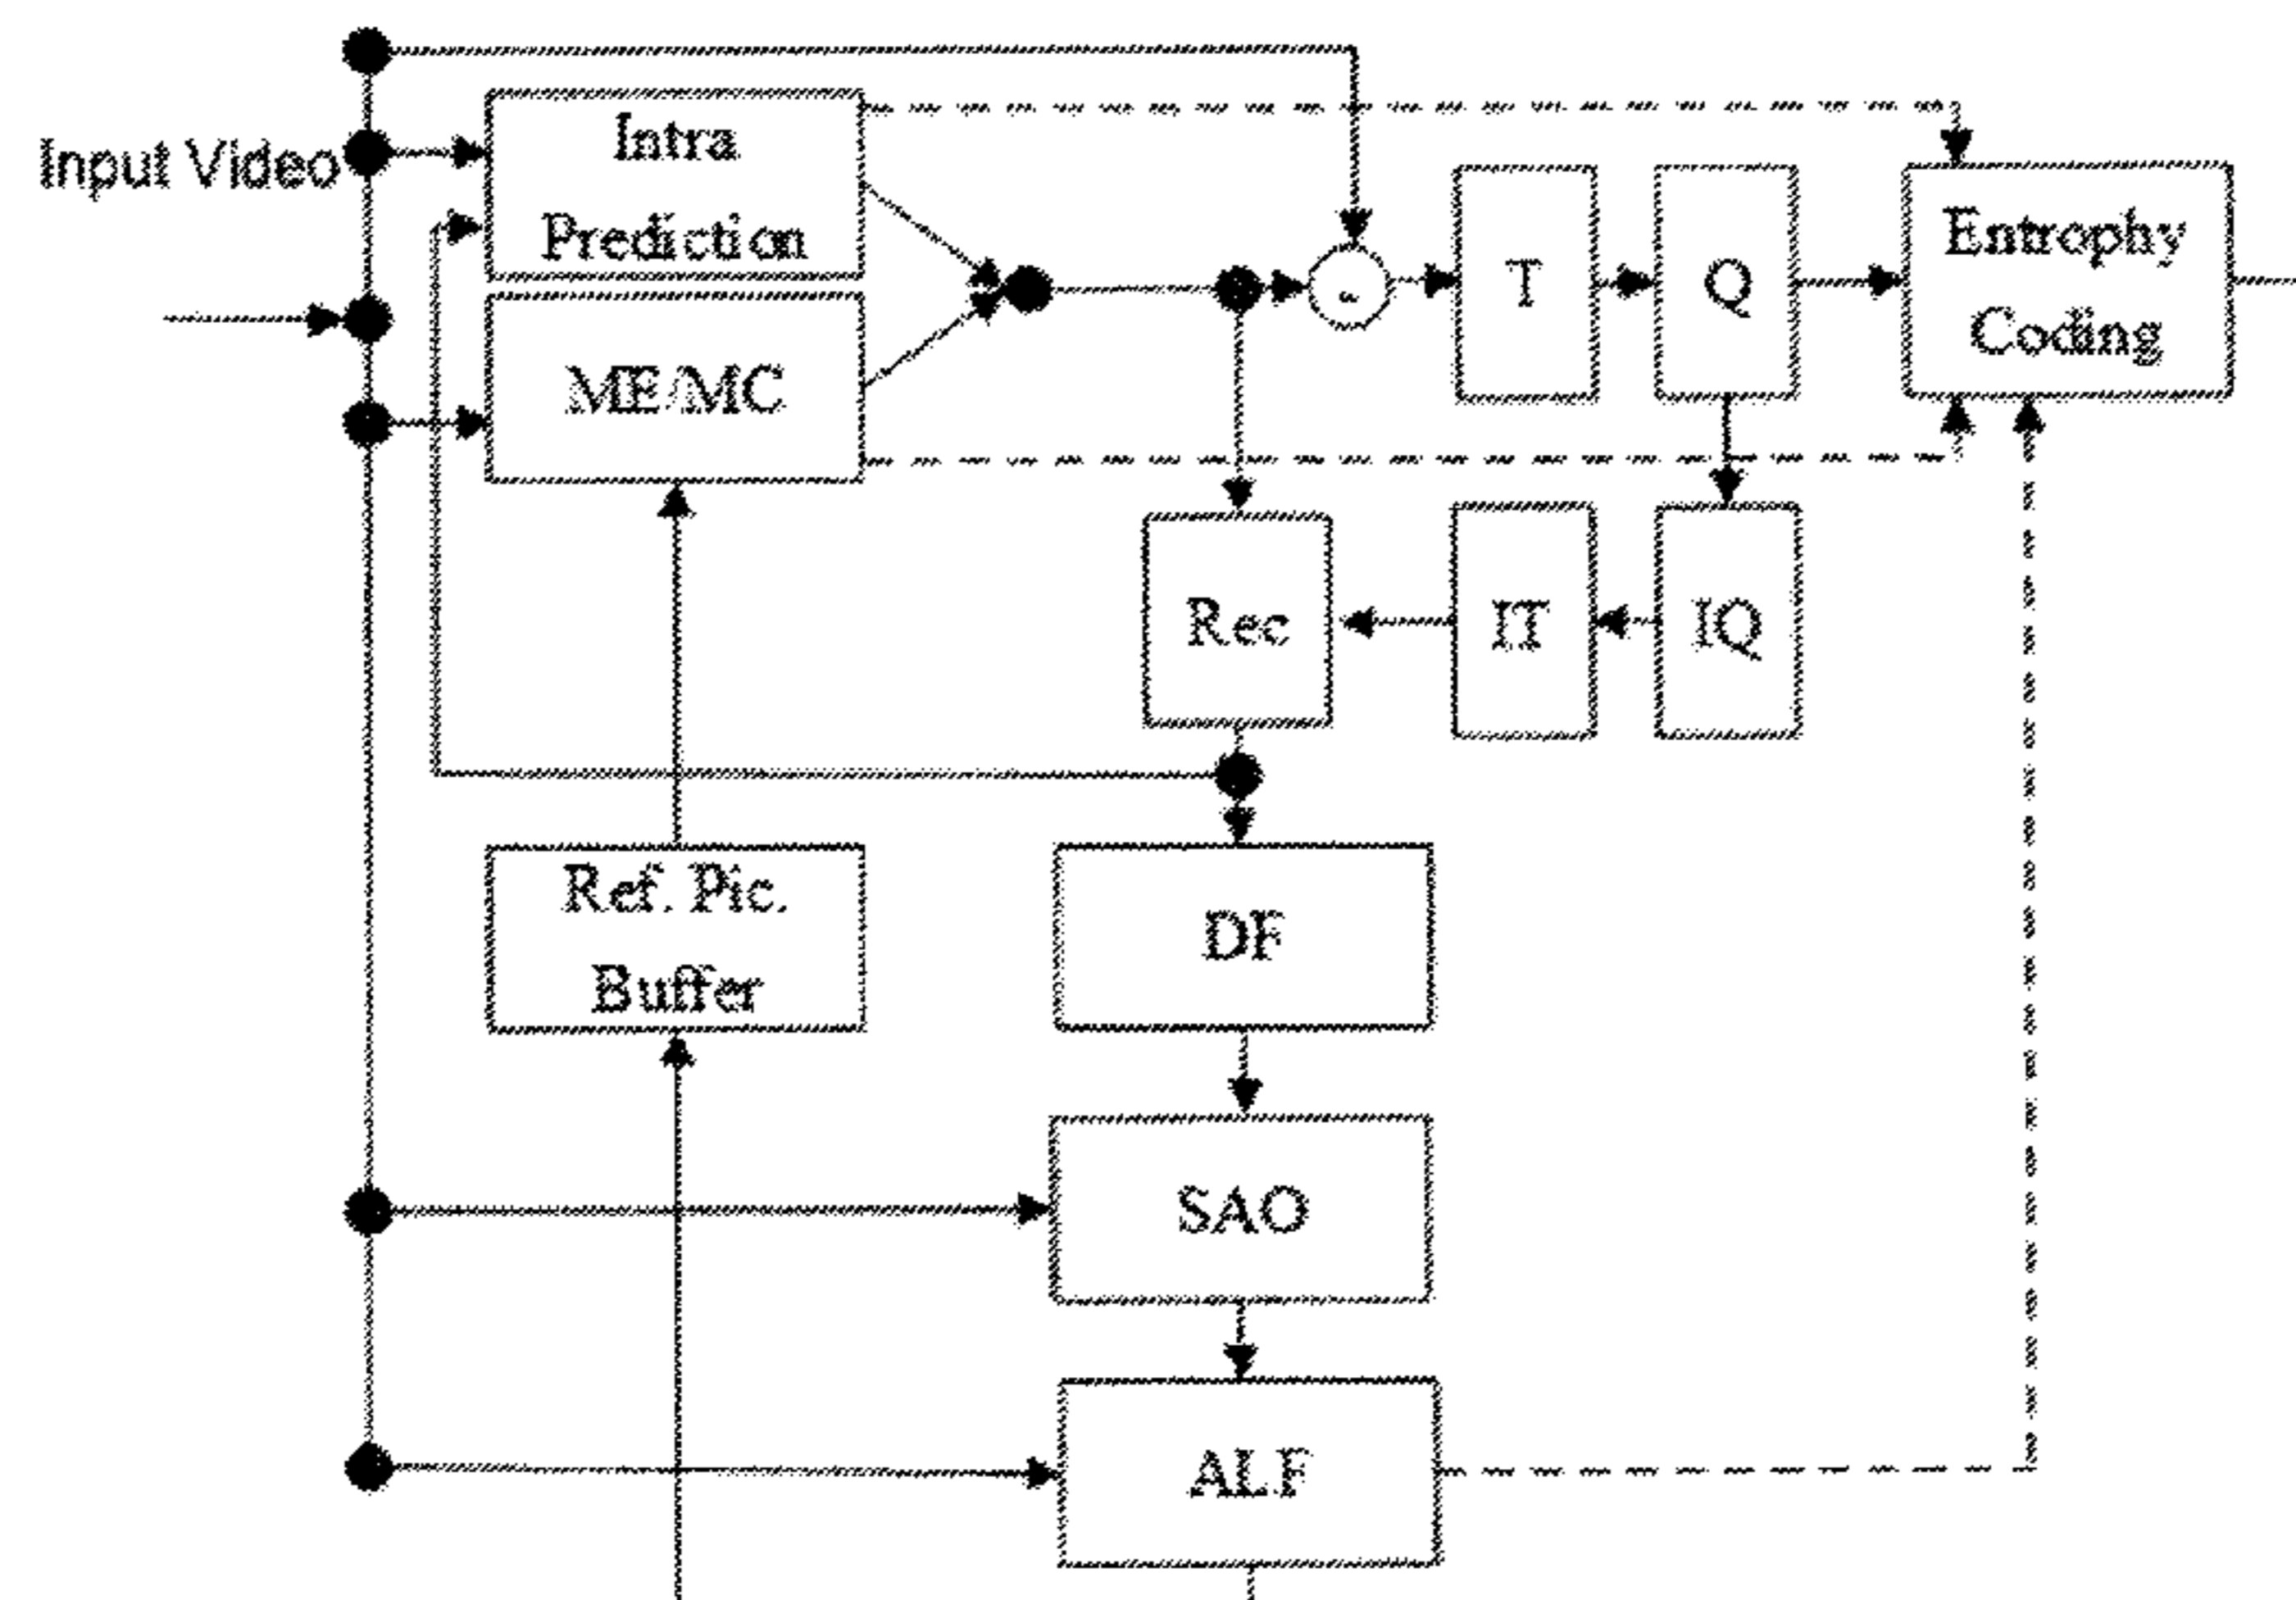 Input Video
Intra
Prediction
ME/MC
T
Q
Entrophy
Coding
Rec
IT
IQ
Ref. Pic.
Buffer
DF
SAO
ALF